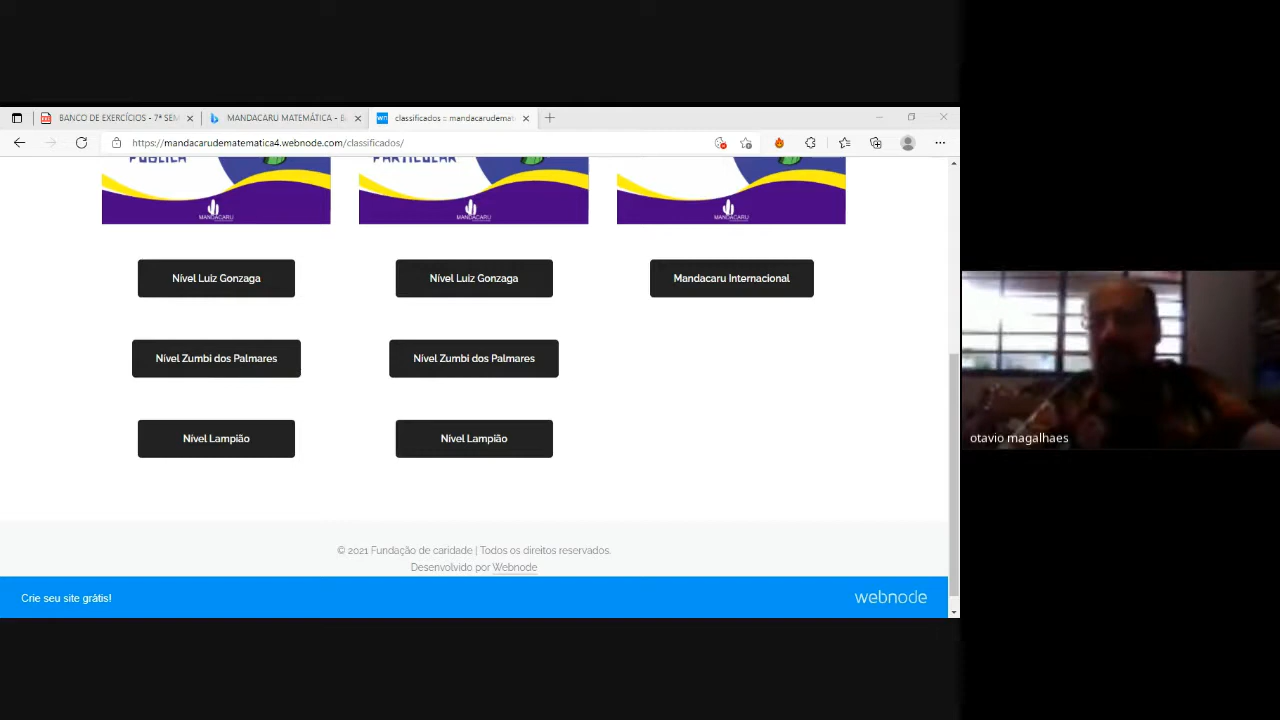 BANCO DE EXERCÍCIOS - 7ª SEM
MANDACARU MATEMÁTICA - B
classificados :: mandacarudemat
https://mandacarudematematica4.webnode.com/classificados/
PÚBLICA
PARTICULAR
MANDACARU
MANDACARU
MANDACARU
Nível Luiz Gonzaga
Nível Luiz Gonzaga
Mandacaru Internacional
Nível Zumbi dos Palmares
Nível Zumbi dos Palmares
Nível Lampião
Nível Lampião
otavio magalhaes
© 2021 Fundação de caridade | Todos os direitos reservados.
Desenvolvido por Webnode
Crie seu site grátis!
webnode